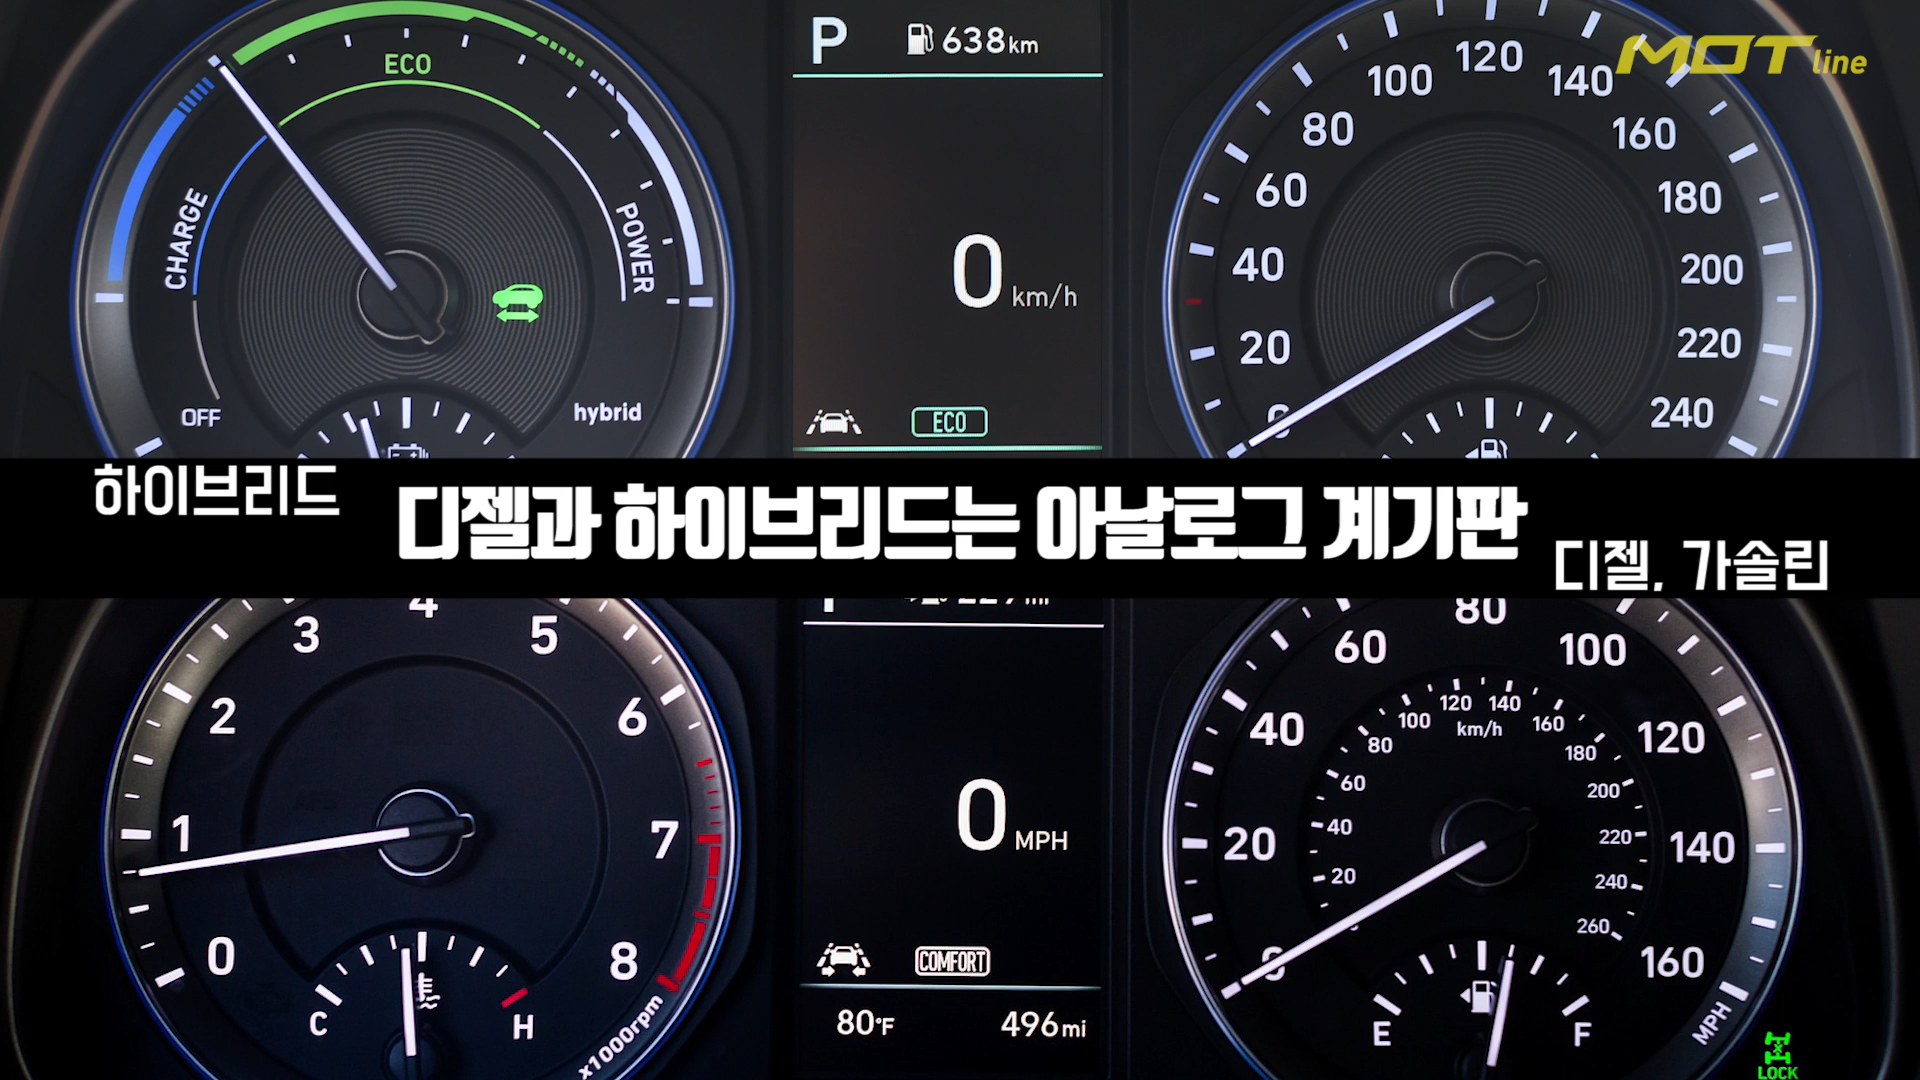 P 638km
MOTline
ECO
CHARGE
POWER
OFF
hybrid
0 km/h
ECO
20
40
60
80
100
120
140
160
180
200
220
240
하이브리드
디젤과 하이브리드는 아날로그 계기판
디젤, 가솔린
0
1
2
3
4
5
6
7
8
x1000rpm
C H
0 MPH
COMFORT
80°F 496mi
20
40
60
80
100
120
140
160
MPH
20
40
60
80
100
120
140
160
180
200
220
240
260
km/h
E F
LOCK